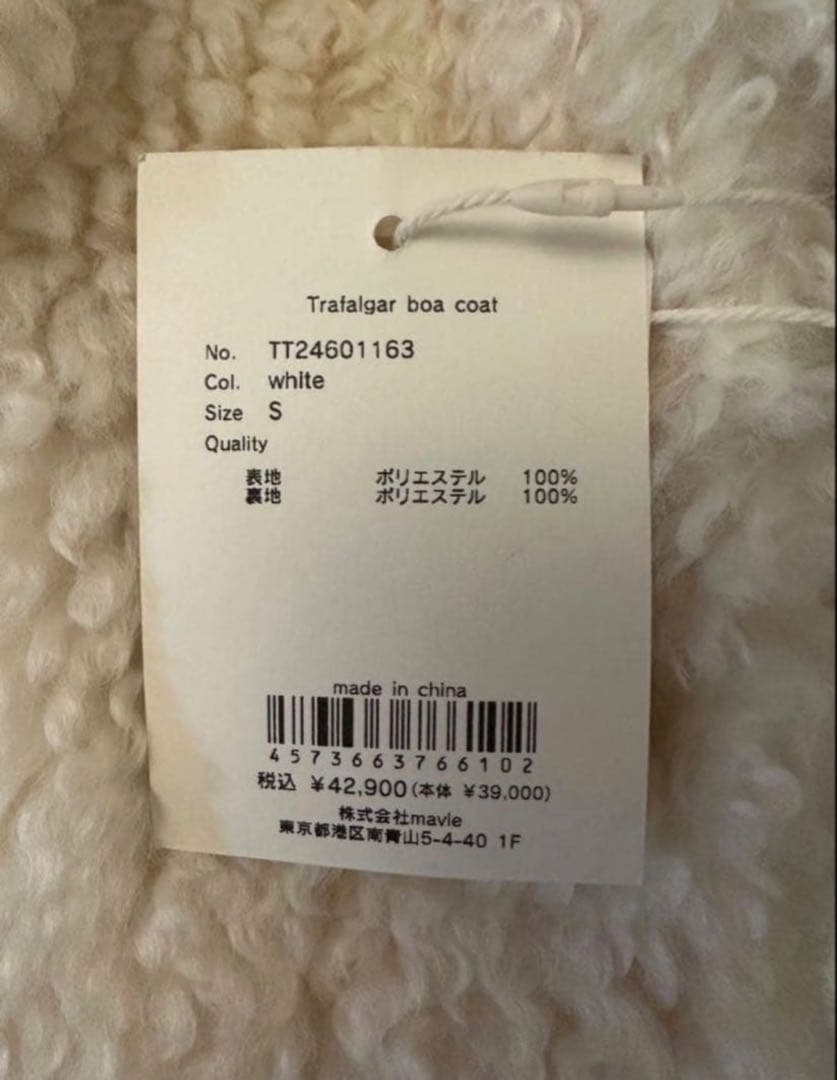 Trafalgar boa coat
No. TT24601163
Col. white
Size S
Quality
表地 ポリエステル 100%
裏地 ポリエステル 100%
made in china
4573663766102
税込 ¥42,900(本体 ¥39,000)
株式会社mavie
東京都港区南青山5-4-40 1F